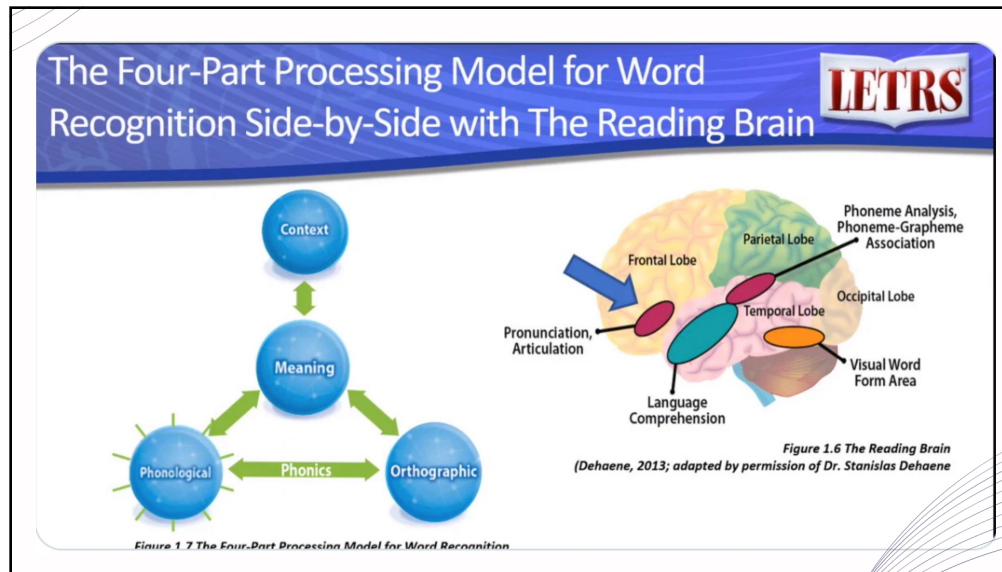 The Four-Part Processing Model for Word
Recognition Side-by-Side with The Reading Brain
LETRS
Context
Meaning
Phonological
Phonics
Orthographic
Figure 1.7 The Four-Part Processing Model for Word Recognition
Phoneme Analysis,
Phoneme-Grapheme
Association
Parietal Lobe
Frontal Lobe
Occipital Lobe
Temporal Lobe
Pronunciation,
Articulation
Visual Word
Form Area
Language
Comprehension
Figure 1.6 The Reading Brain
(Dehaene, 2013; adapted by permission of Dr. Stanislas Dehaene